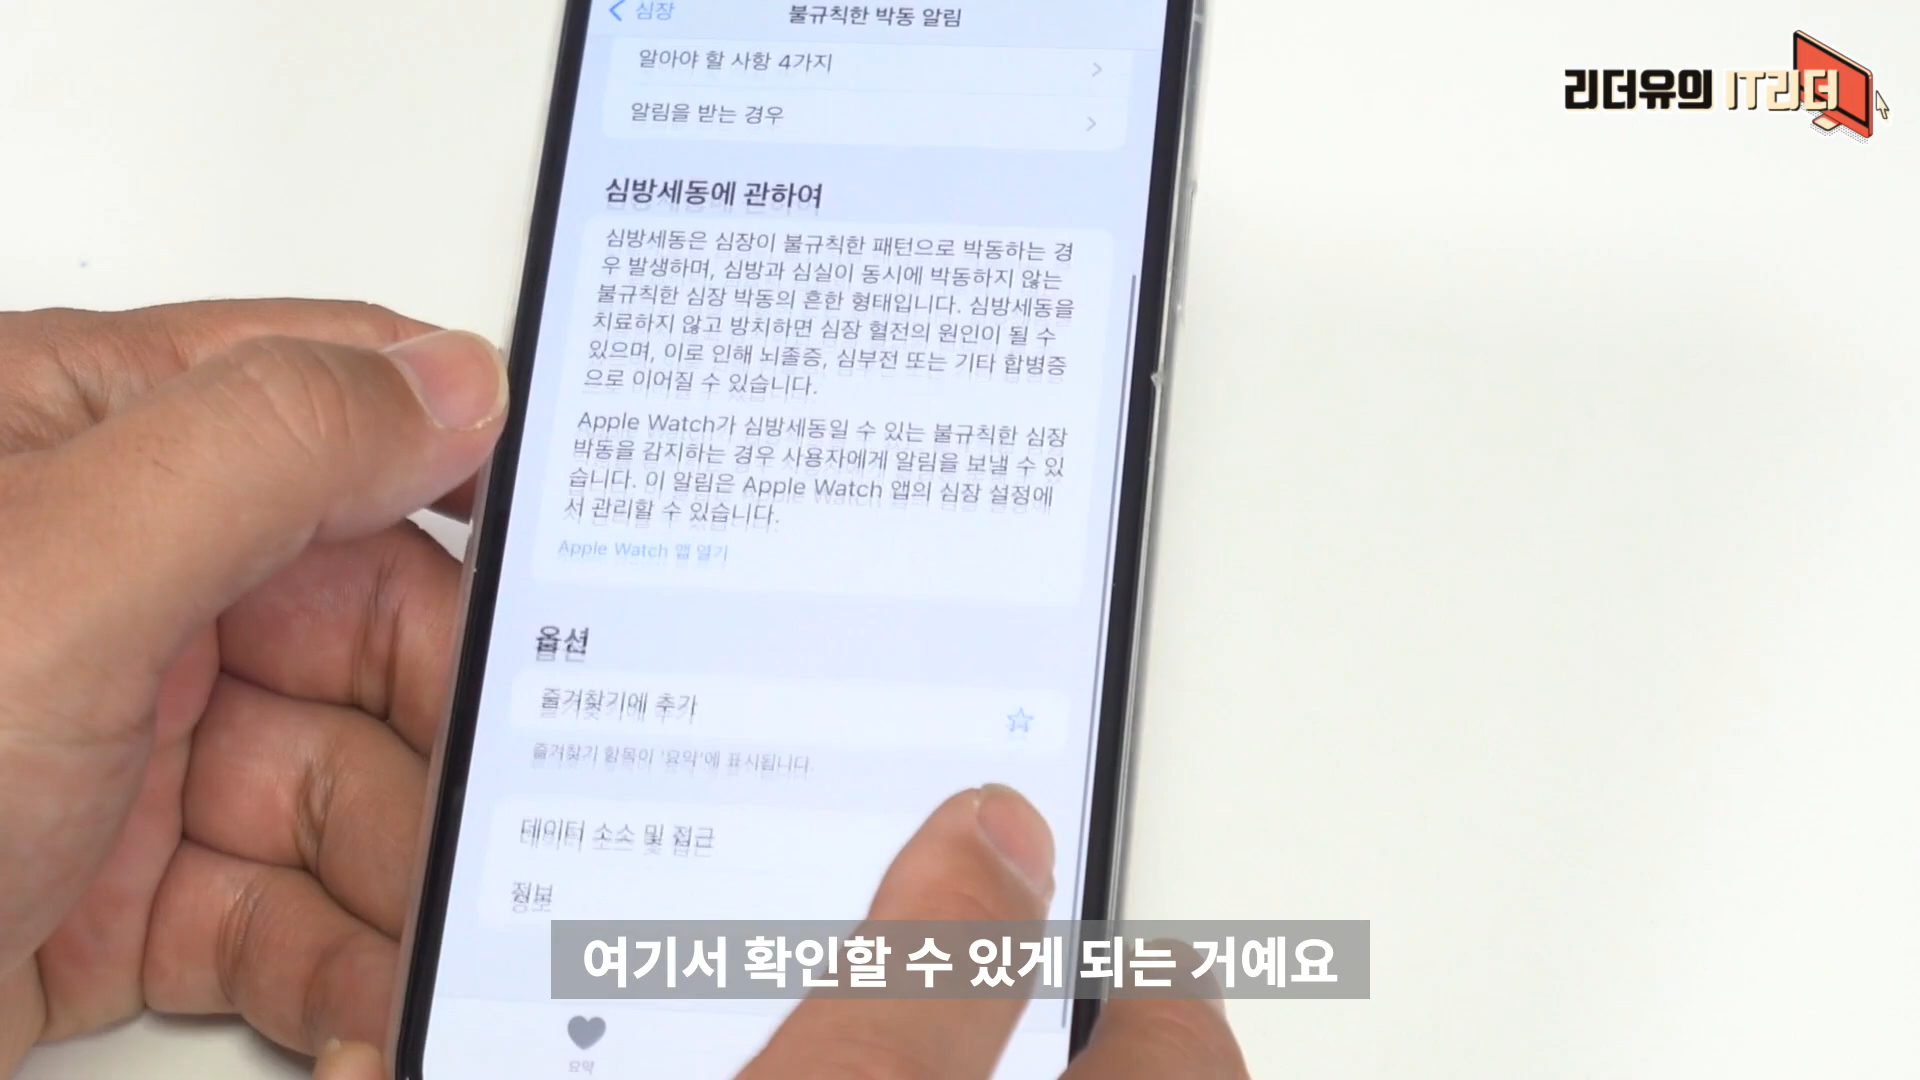 심장
불규칙한 박동 알림
리더유의 IT리더
알아야 할 사항 4가지
알림을 받는 경우
심방세동에 관하여
심방세동은 심장이 불규칙한 패턴으로 박동하는 경
우 발생하며, 심방과 심실이 동시에 박동하지 않는
불규칙한 심장 박동의 흔한 형태입니다. 심방세동을
치료하지 않고 방치하면 심장 혈전의 원인이 될 수
있으며, 이로 인해 뇌졸중, 심부전 또는 기타 합병증
으로 이어질 수 있습니다.
Apple Watch가 심방세동일 수 있는 불규칙한 심장
박동을 감지하는 경우 사용자에게 알림을 보낼 수 있
습니다. 이 알림은 Apple Watch 앱의 심장 설정에
서 관리할 수 있습니다.
Apple Watch 앱 열기
옵션
즐겨찾기에 추가
즐겨찾기 항목이 '요약'에 표시됩니다.
데이터 소스 및 접근
정보
여기서 확인할 수 있게 되는 거예요
요약